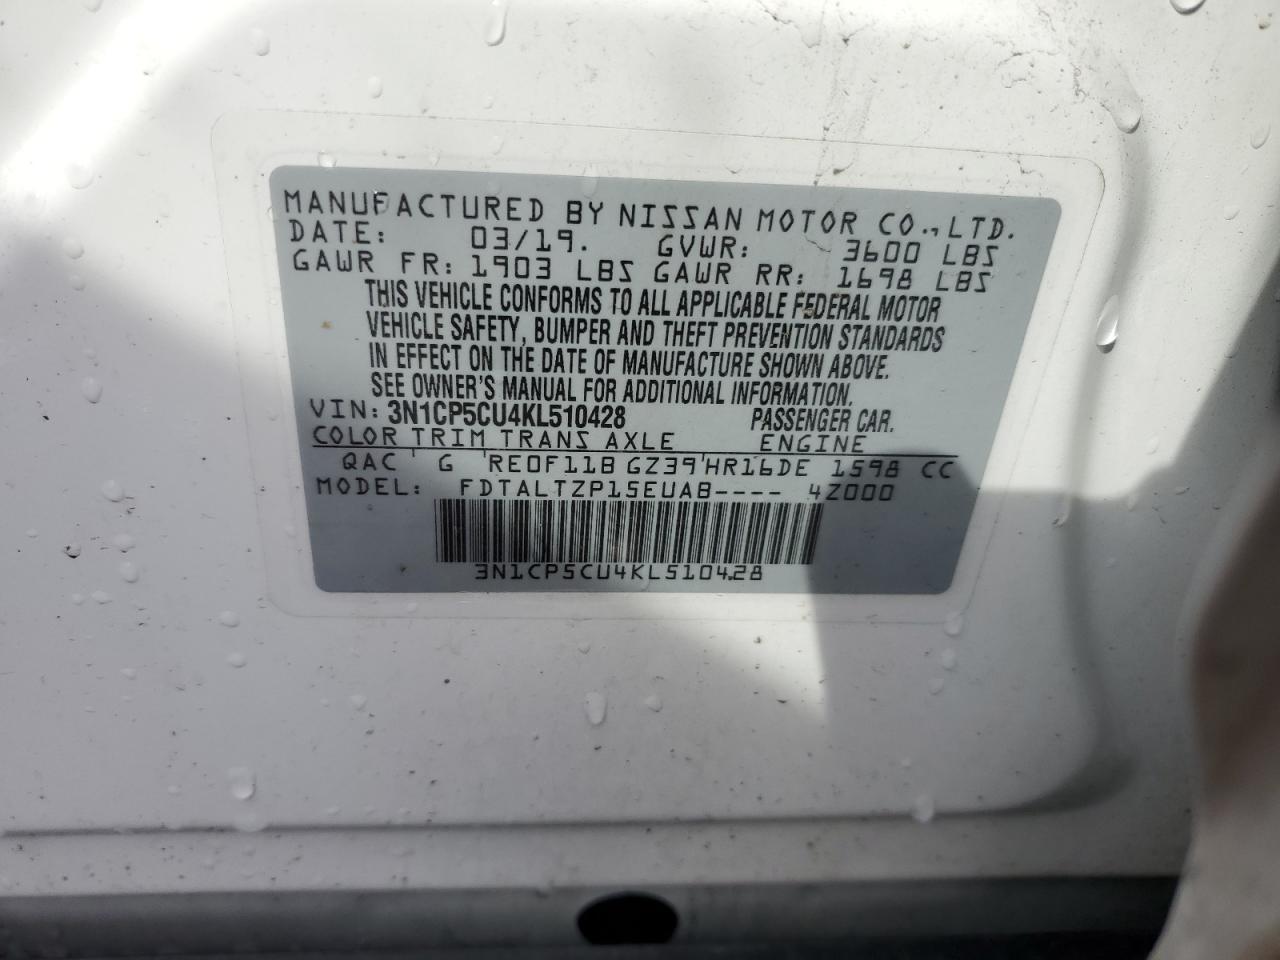 MANUFACTURED BY NISSAN MOTOR CO., LTD.
DATE: 03/19. GVWR: 3600 LBS
GAWR FR: 1903 LBS GAWR RR: 1698 LBS
THIS VEHICLE CONFORMS TO ALL APPLICABLE FEDERAL MOTOR
VEHICLE SAFETY, BUMPER AND THEFT PREVENTION STANDARDS
IN EFFECT ON THE DATE OF MANUFACTURE SHOWN ABOVE.
SEE OWNER'S MANUAL FOR ADDITIONAL INFORMATION.
VIN: 3N1CP5CU4KL510428 PASSENGER CAR.
COLOR TRIM TRANS AXLE ENGINE
QAC ' G ' RE0F11B GZ39'HR16DE 1598 CC
MODEL: FDTALTZP15EUAB---- 4Z000
3N1CP5CU4KL510428